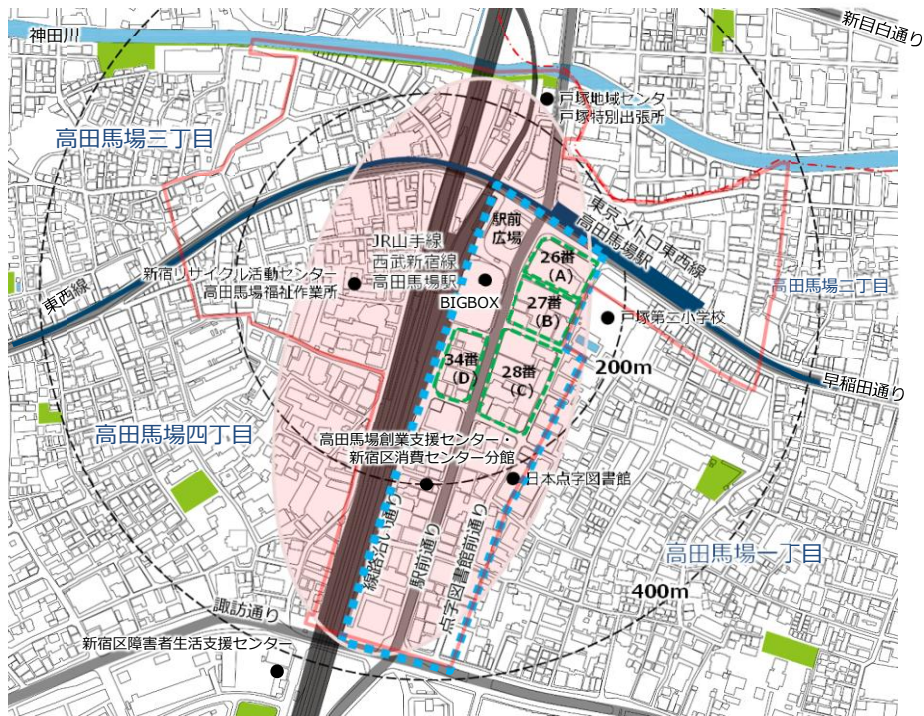 神田川
新目白通り
戸塚地域センタ
戸塚特別出張所
高田馬場三丁目
東京メトロ東西線
高田馬場駅
駅前
広場
26番
(A)
JR山手線
西武新宿線
高田馬場駅
新宿リサイクル活動センター
高田馬場福祉作業所
東西線
BIGBOX
27番
(B)
高田馬場二丁目
戸塚第二小学校
34番
(D)
28番
(C)
200m
早稲田通り
高田馬場四丁目
高田馬場創業支援センター・
新宿区消費センター分館
日本点字図書館
線路沿い通り
駅前通り
点字図書館前通り
高田馬場一丁目
400m
諏訪通り
新宿区障害者生活支援センター